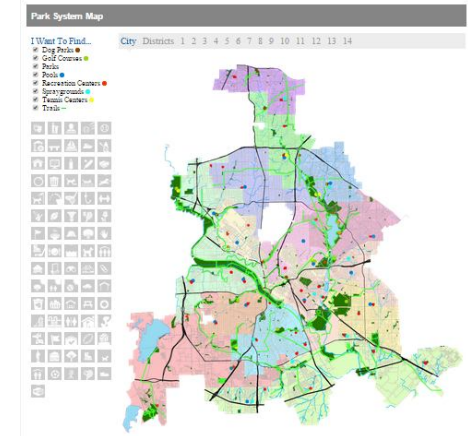 Park System Map
I Want To Find...
City Districts 1 2 3 4 5 6 7 8 9 10 11 12 13 14
Dog Parks
Golf Courses
Parks
Pools
Recreation Centers
Spraygrounds
Tennis Centers
Trails